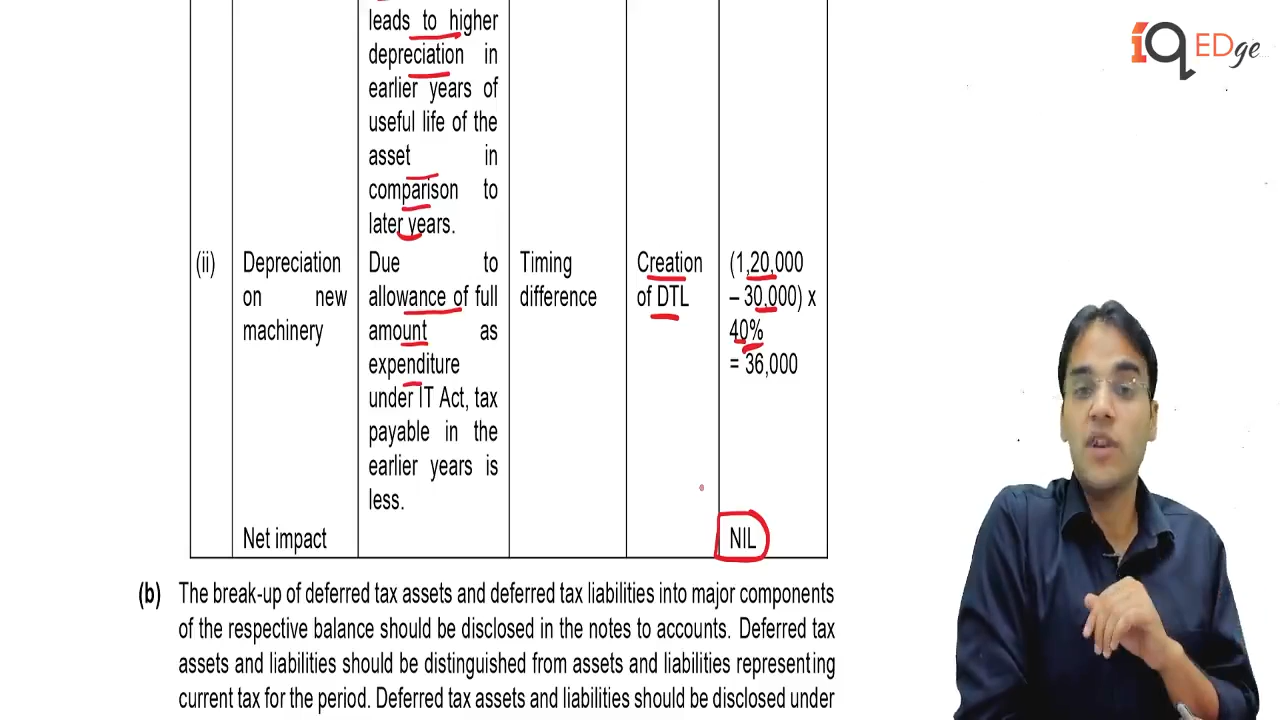 iQ EDge
leads to higher
depreciation in
earlier years of
useful life of the
asset in
comparison to
later years.
(ii) Depreciation on new machinery
Due to
allowance of full
amount as
expenditure
under IT Act, tax
payable in the
earlier years is
less.
Timing
difference
Creation
of DTL
(1,20,000
– 30,000) x
40%
= 36,000
Net impact NIL
(b) The break-up of deferred tax assets and deferred tax liabilities into major components
of the respective balance should be disclosed in the notes to accounts. Deferred tax
assets and liabilities should be distinguished from assets and liabilities representing
current tax for the period. Deferred tax assets and liabilities should be disclosed under